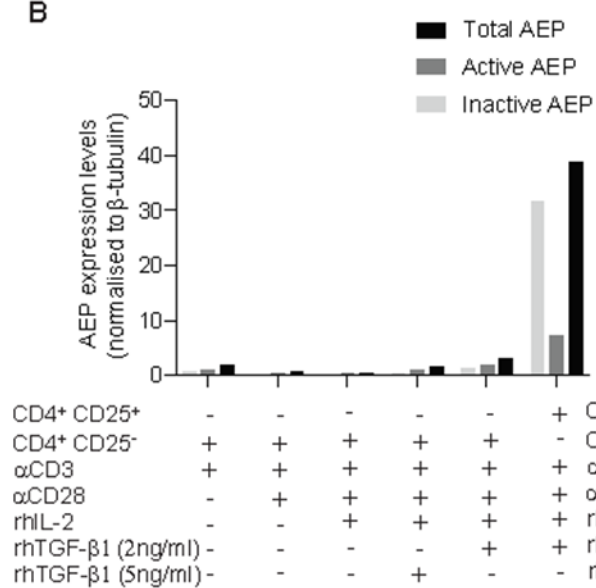 B
Total AEP
Active AEP
Inactive AEP
AEP expression levels
(normalised to β-tubulin)
50
40
30
20
10
0
CD4⁺ CD25⁺ - - - - - + C
CD4⁺ CD25⁻ + + + + + - C
αCD3 + + + + + + α
αCD28 - + + + + + α
rhIL-2 - - + + + + r
rhTGF-β1 (2ng/ml) - - - - + + r
rhTGF-β1 (5ng/ml) - - - + - - r